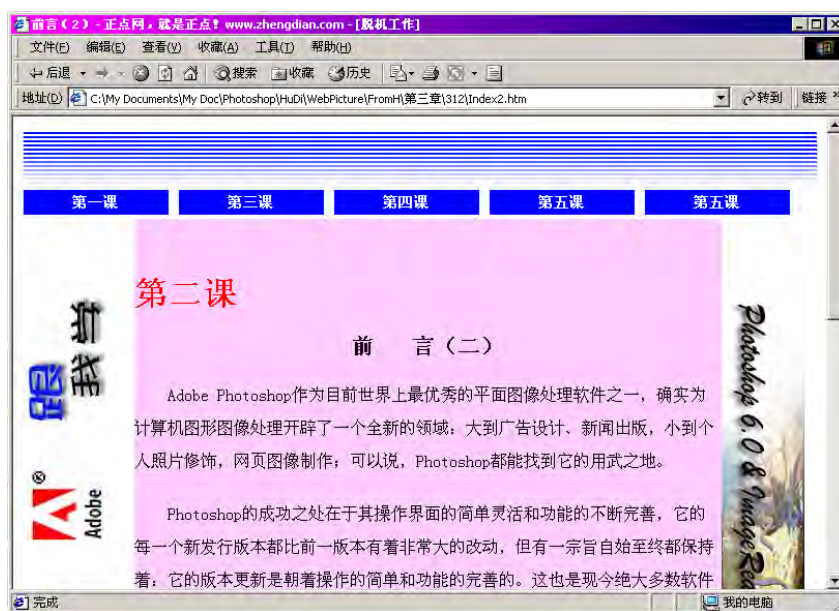 前言(2) - 正点网，就是正点! www.zhengdian.com - [脱机工作]
文件(F) 编辑(E) 查看(V) 收藏(A) 工具(T) 帮助(H)
后退 搜索 收藏 历史
地址(D) C:\My Documents\My Doc\Photoshop\HuDi\WebPicture\FromH\第三章\312\Index2.htm 转到 链接 »
第一课 第三课 第四课 第五课 第五课
第二课
前 言(二)
Adobe Photoshop作为目前世界上最优秀的平面图像处理软件之一，确实为
计算机图形图像处理开辟了一个全新的领域：大到广告设计、新闻出版，小到个
人照片修饰，网页图像制作；可以说，Photoshop都能找到它的用武之地。
Photoshop的成功之处在于其操作界面的简单灵活和功能的不断完善，它的
每一个新发行版本都比前一版本有着非常大的改动，但有一宗旨自始至终都保持
着：它的版本更新是朝着操作的简单和功能的完善的。这也是现今绝大多数软件
Adobe
®
Photoshop 6.0 & ImageRea
完成 我的电脑